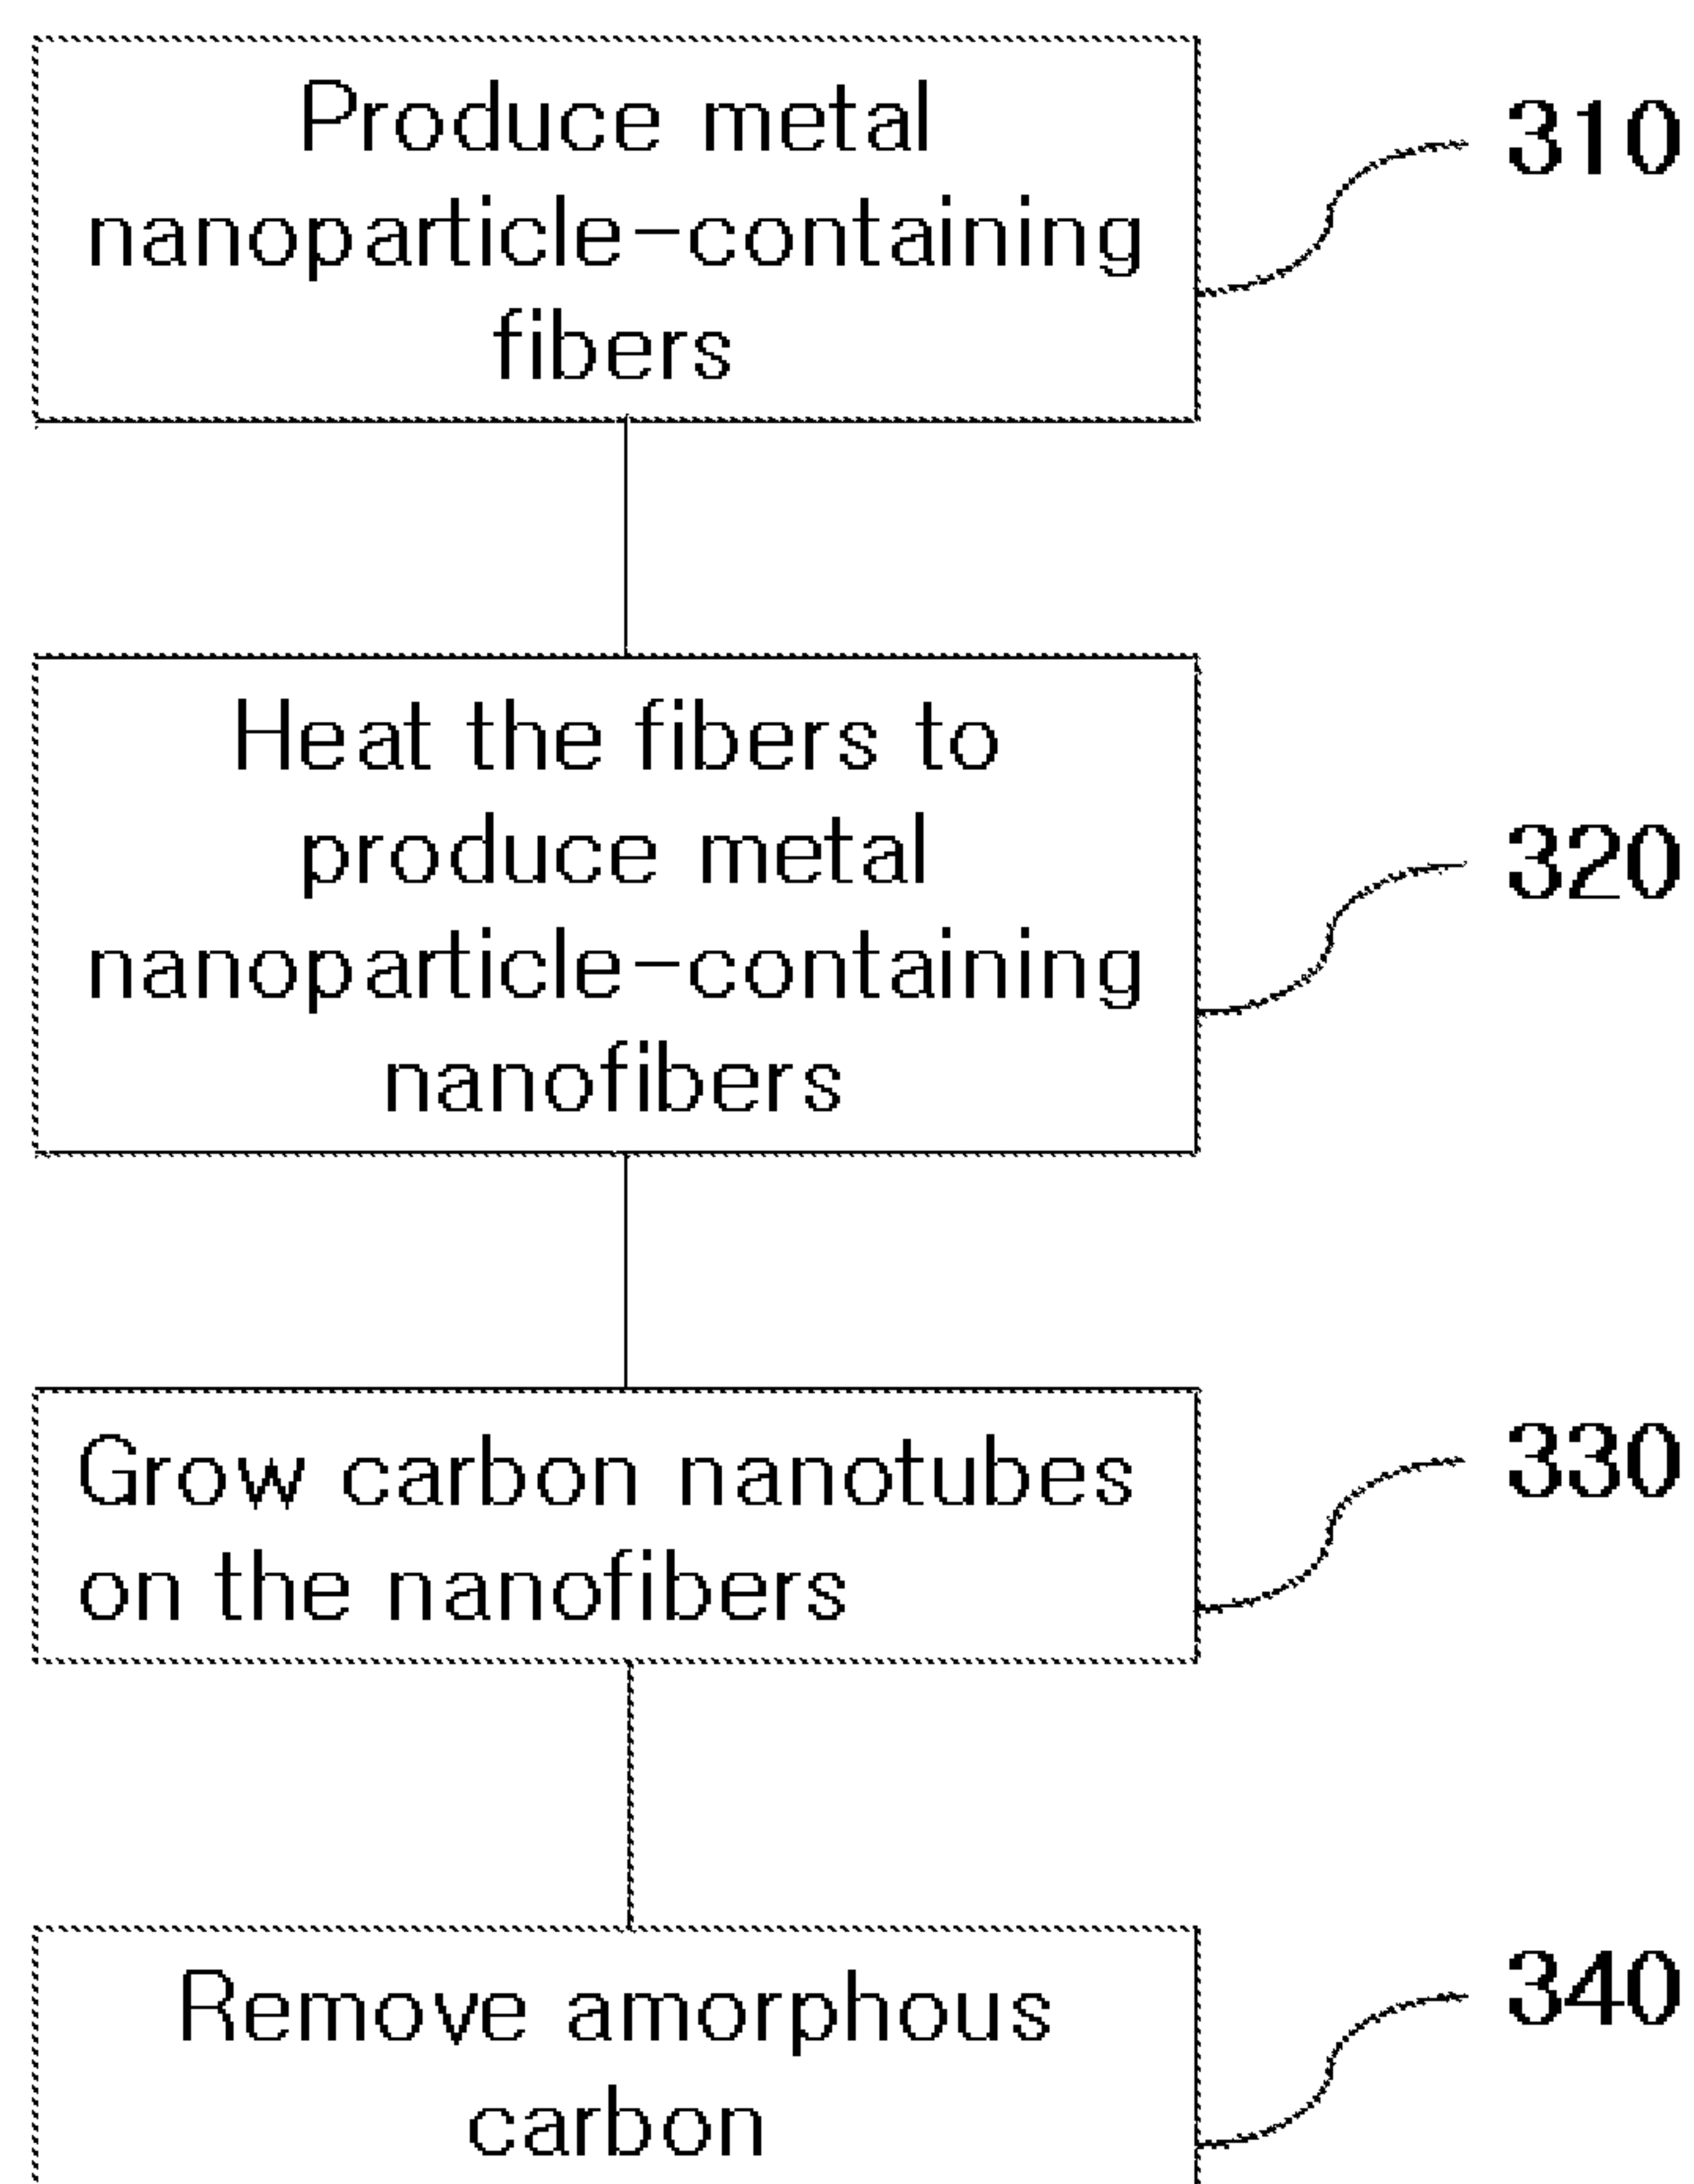 Produce metal
nanoparticle-containing
fibers
310
Heat the fibers to
produce metal
nanoparticle-containing
nanofibers
320
Grow carbon nanotubes
on the nanofibers
330
Remove amorphous
carbon
340